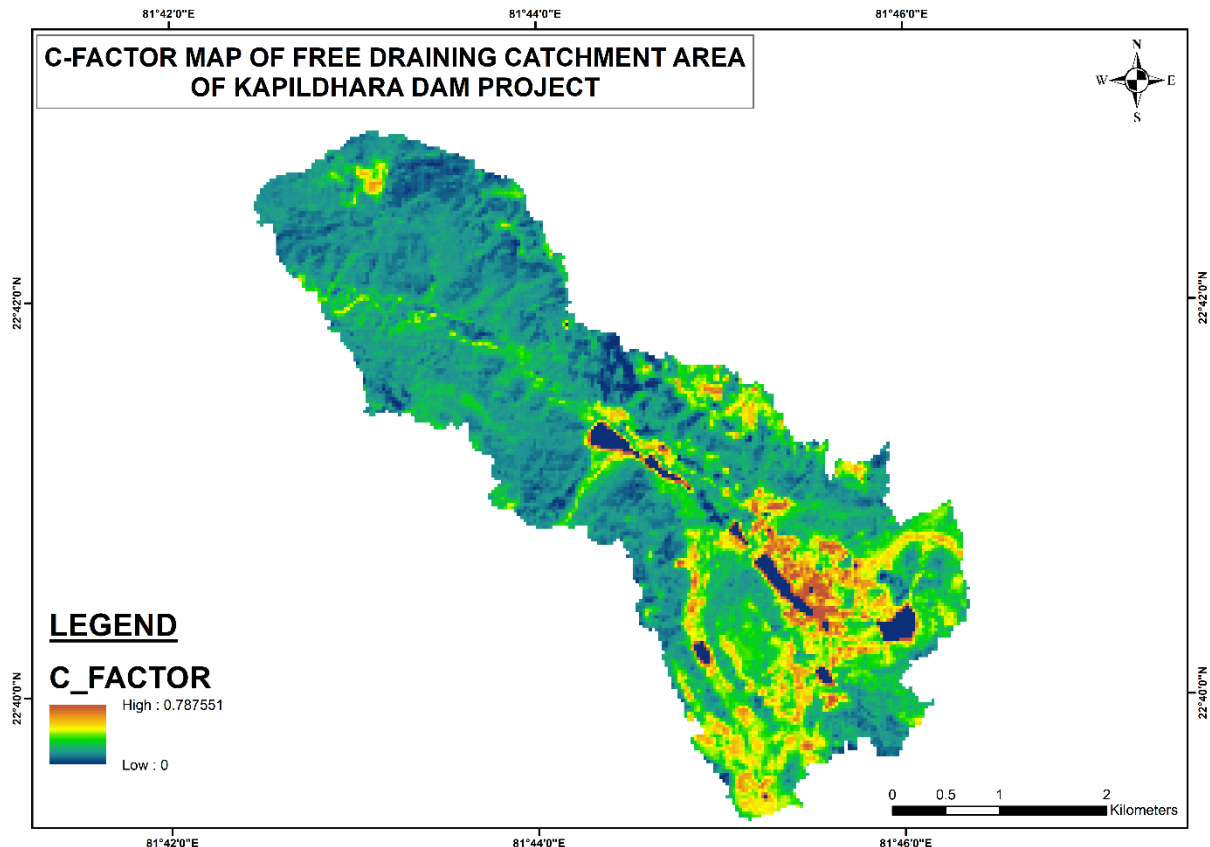 81°42'0"E 81°44'0"E 81°46'0"E
C-FACTOR MAP OF FREE DRAINING CATCHMENT AREA
OF KAPILDHARA DAM PROJECT
N
W E
S
22°42'0"N 22°42'0"N
LEGEND
C_FACTOR
High : 0.787551
Low : 0
22°40'0"N 22°40'0"N
0 0.5 1 2
Kilometers
81°42'0"E 81°44'0"E 81°46'0"E